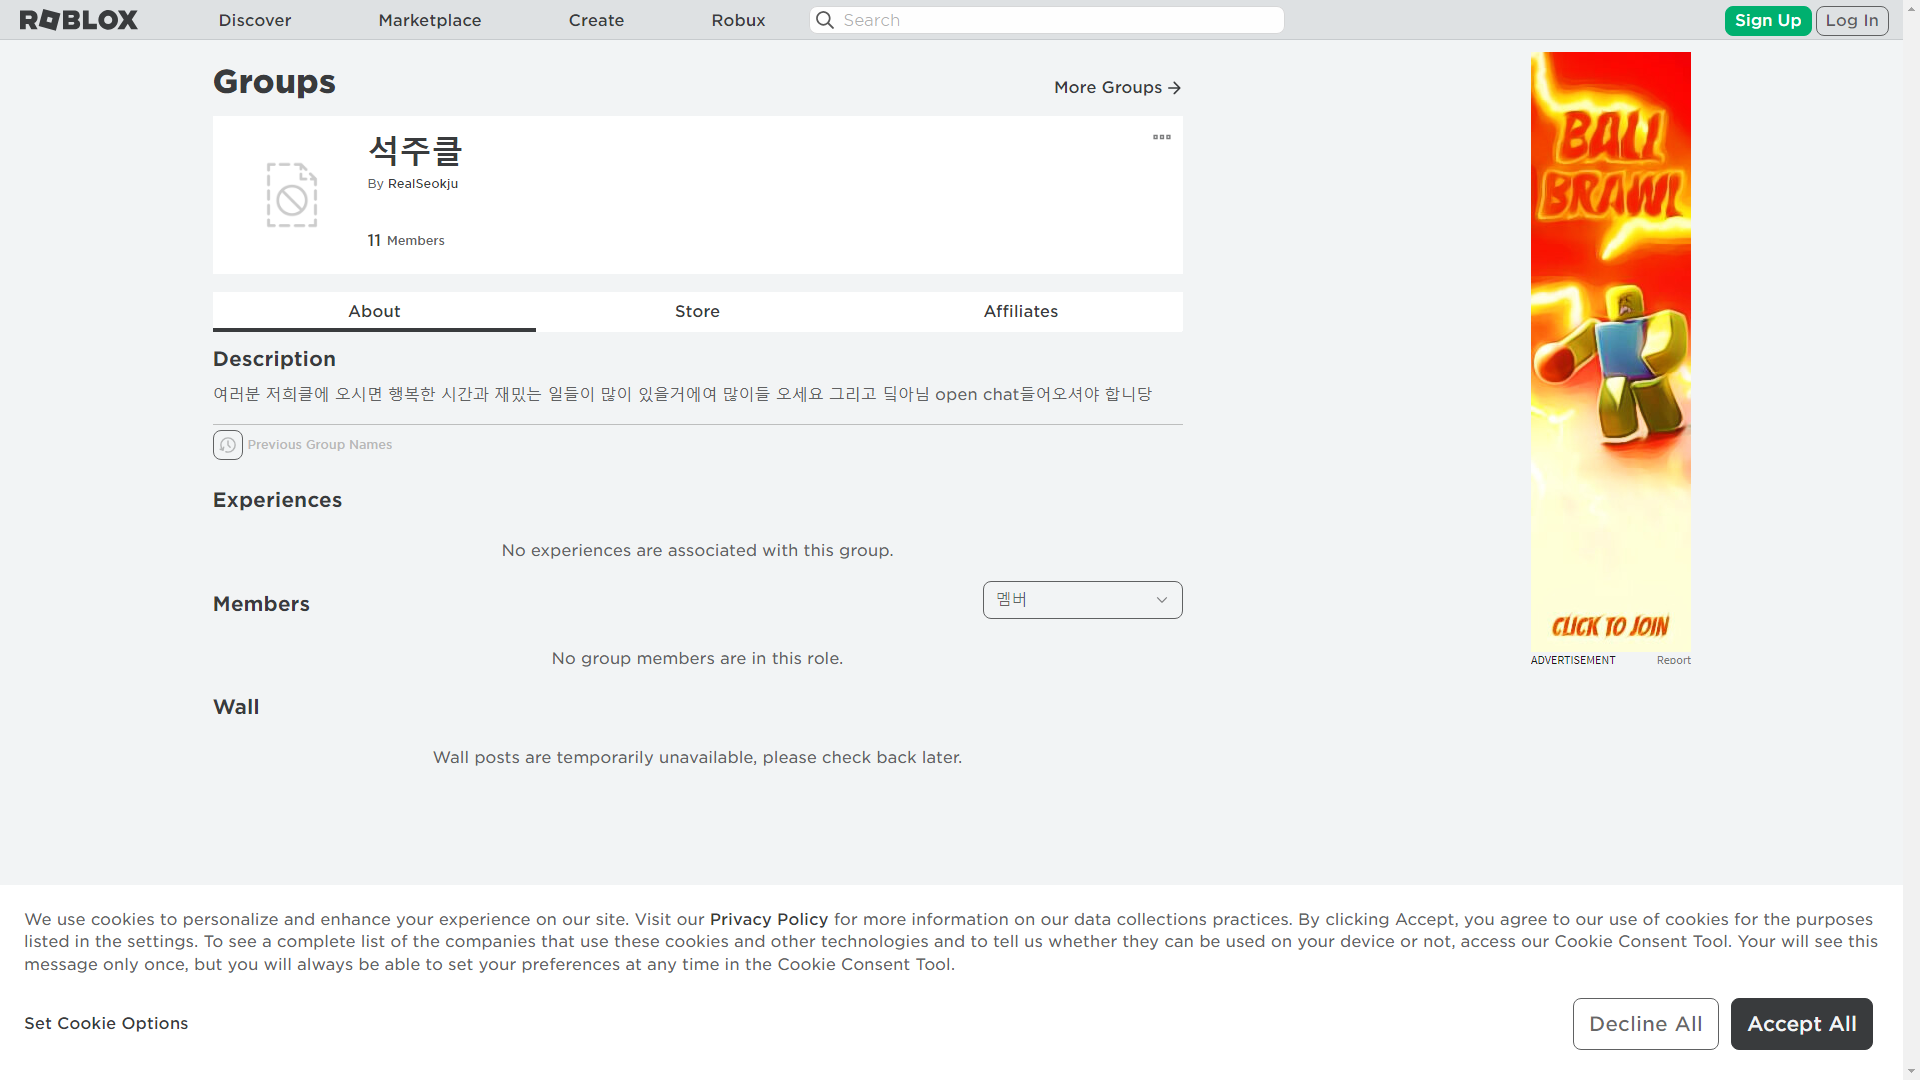 ROBLOX
Discover
Marketplace
Create
Robux
Search
Sign Up
Log In
Groups
More Groups
석주클
By RealSeokju
11 Members
About
Store
Affiliates
Description
여러분 저희클에 오시면 행복한 시간과 재밌는 일들이 많이 있을거에여 많이들 오세요 그리고 딬아님 open chat들어오셔야 합니당
Previous Group Names
Experiences
No experiences are associated with this group.
Members
멤버
No group members are in this role.
Wall
Wall posts are temporarily unavailable, please check back later.
BALL
BRAWL
CLICK TO JOIN
ADVERTISEMENT
Report
We use cookies to personalize and enhance your experience on our site. Visit our Privacy Policy for more information on our data collections practices. By clicking Accept, you agree to our use of cookies for the purposes
listed in the settings. To see a complete list of the companies that use these cookies and other technologies and to tell us whether they can be used on your device or not, access our Cookie Consent Tool. Your will see this
message only once, but you will always be able to set your preferences at any time in the Cookie Consent Tool.
Set Cookie Options
Decline All
Accept All